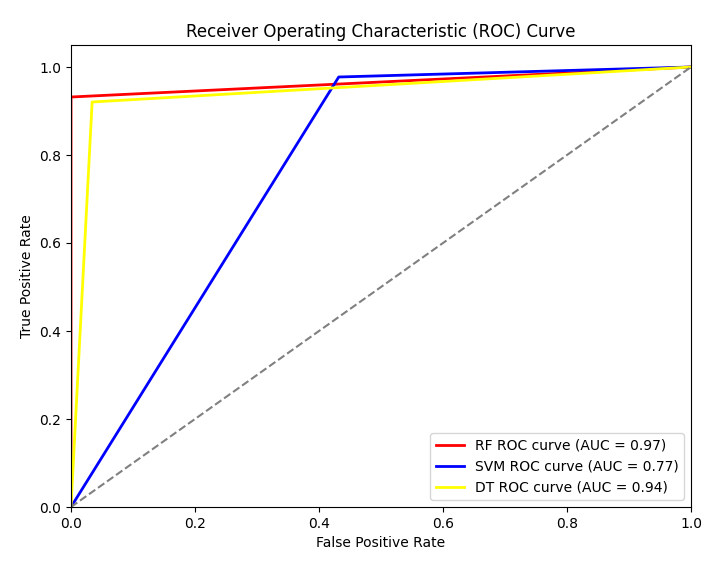 Receiver Operating Characteristic (ROC) Curve
1.0
0.8
0.6
0.4
0.2
0.0
True Positive Rate
RF ROC curve (AUC = 0.97)
SVM ROC curve (AUC = 0.77)
DT ROC curve (AUC = 0.94)
0.0 0.2 0.4 0.6 0.8 1.0
False Positive Rate